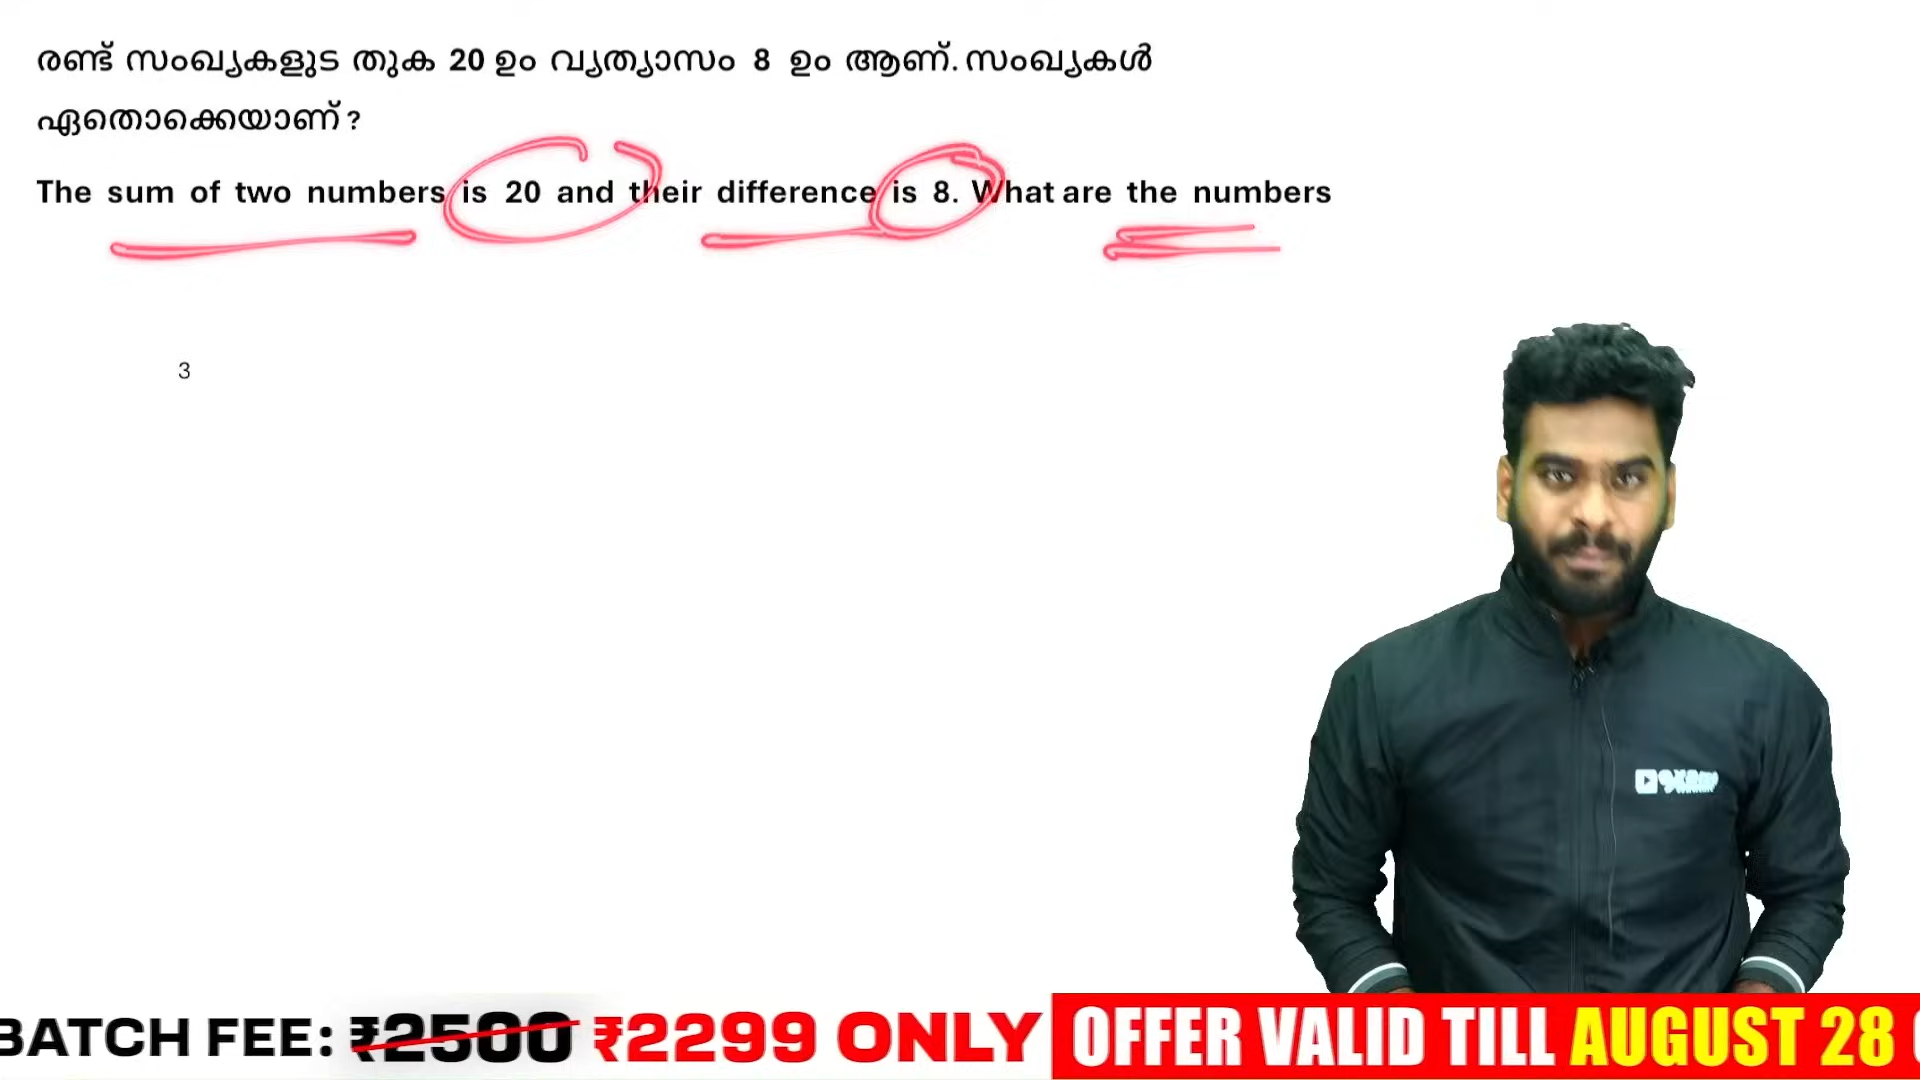 രണ്ട് സംഖ്യകളുട തുക 20 ഉം വ്യത്യാസം 8 ഉം ആണ്. സംഖ്യകൾ
ഏതൊക്കെയാണ് ?
The sum of two numbers is 20 and their difference is 8. What are the numbers
3
BATCH FEE: ₹2500 ₹2299 ONLY OFFER VALID TILL AUGUST 28